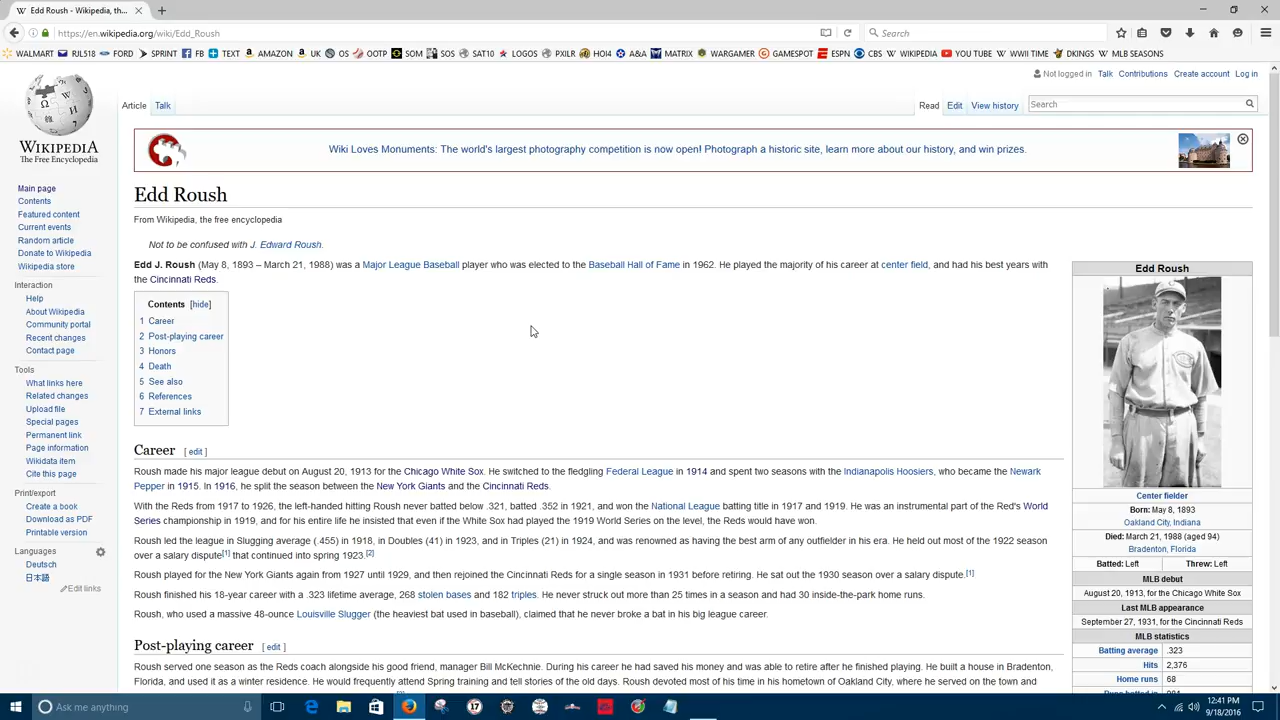 Edd Roush - Wikipedia, th...
https://en.wikipedia.org/wiki/Edd_Roush
Search
WALMART RJL518 FORD SPRINT FB TEXT AMAZON UK OS OOTP SOM SOS SAT10 LOGOS PIXLR HOI4 A&A MATRIX WARGAMER GAMESPOT ESPN CBS WIKIPEDIA YOU TUBE WWII TIME DKINGS MLB SEASONS
Not logged in Talk Contributions Create account Log in
Article Talk
Read Edit View history
Search
WIKIPEDIA
The Free Encyclopedia
Main page
Contents
Featured content
Current events
Random article
Donate to Wikipedia
Wikipedia store
Interaction
Help
About Wikipedia
Community portal
Recent changes
Contact page
Tools
What links here
Related changes
Upload file
Special pages
Permanent link
Page information
Wikidata item
Cite this page
Print/export
Create a book
Download as PDF
Printable version
Languages
Deutsch
日本語
Edit links
Wiki Loves Monuments: The world's largest photography competition is now open! Photograph a historic site, learn more about our history, and win prizes.
Edd Roush
From Wikipedia, the free encyclopedia
Not to be confused with J. Edward Roush.
Edd J. Roush (May 8, 1893 – March 21, 1988) was a Major League Baseball player who was elected to the Baseball Hall of Fame in 1962. He played the majority of his career at center field, and had his best years with
the Cincinnati Reds.
Contents [hide]
1 Career
2 Post-playing career
3 Honors
4 Death
5 See also
6 References
7 External links
Career [ edit ]
Roush made his major league debut on August 20, 1913 for the Chicago White Sox. He switched to the fledgling Federal League in 1914 and spent two seasons with the Indianapolis Hoosiers, who became the Newark
Pepper in 1915. In 1916, he split the season between the New York Giants and the Cincinnati Reds.
With the Reds from 1917 to 1926, the left-handed hitting Roush never batted below .321, batted .352 in 1921, and won the National League batting title in 1917 and 1919. He was an instrumental part of the Red's World
Series championship in 1919, and for his entire life he insisted that even if the White Sox had played the 1919 World Series on the level, the Reds would have won.
Roush led the league in Slugging average (.455) in 1918, in Doubles (41) in 1923, and in Triples (21) in 1924, and was renowned as having the best arm of any outfielder in his era. He held out most of the 1922 season
over a salary dispute[1] that continued into spring 1923.[2]
Roush played for the New York Giants again from 1927 until 1929, and then rejoined the Cincinnati Reds for a single season in 1931 before retiring. He sat out the 1930 season over a salary dispute.[1]
Roush finished his 18-year career with a .323 lifetime average, 268 stolen bases and 182 triples. He never struck out more than 25 times in a season and had 30 inside-the-park home runs.
Roush, who used a massive 48-ounce Louisville Slugger (the heaviest bat used in baseball), claimed that he never broke a bat in his big league career.
Post-playing career [ edit ]
Roush served one season as the Reds coach alongside his good friend, manager Bill McKechnie. During his career he had saved his money and was able to retire after he finished playing. He built a house in Bradenton,
Florida, and used it as a winter residence. He would frequently attend Spring training and tell stories of the old days. Roush devoted most of his time in his hometown of Oakland City, where he served on the town and
Edd Roush
Center fielder
Born: May 8, 1893
Oakland City, Indiana
Died: March 21, 1988 (aged 94)
Bradenton, Florida
Batted: Left Threw: Left
MLB debut
August 20, 1913, for the Chicago White Sox
Last MLB appearance
September 27, 1931, for the Cincinnati Reds
MLB statistics
Batting average .323
Hits 2,376
Home runs 68
Ask me anything
12:41 PM
9/18/2016